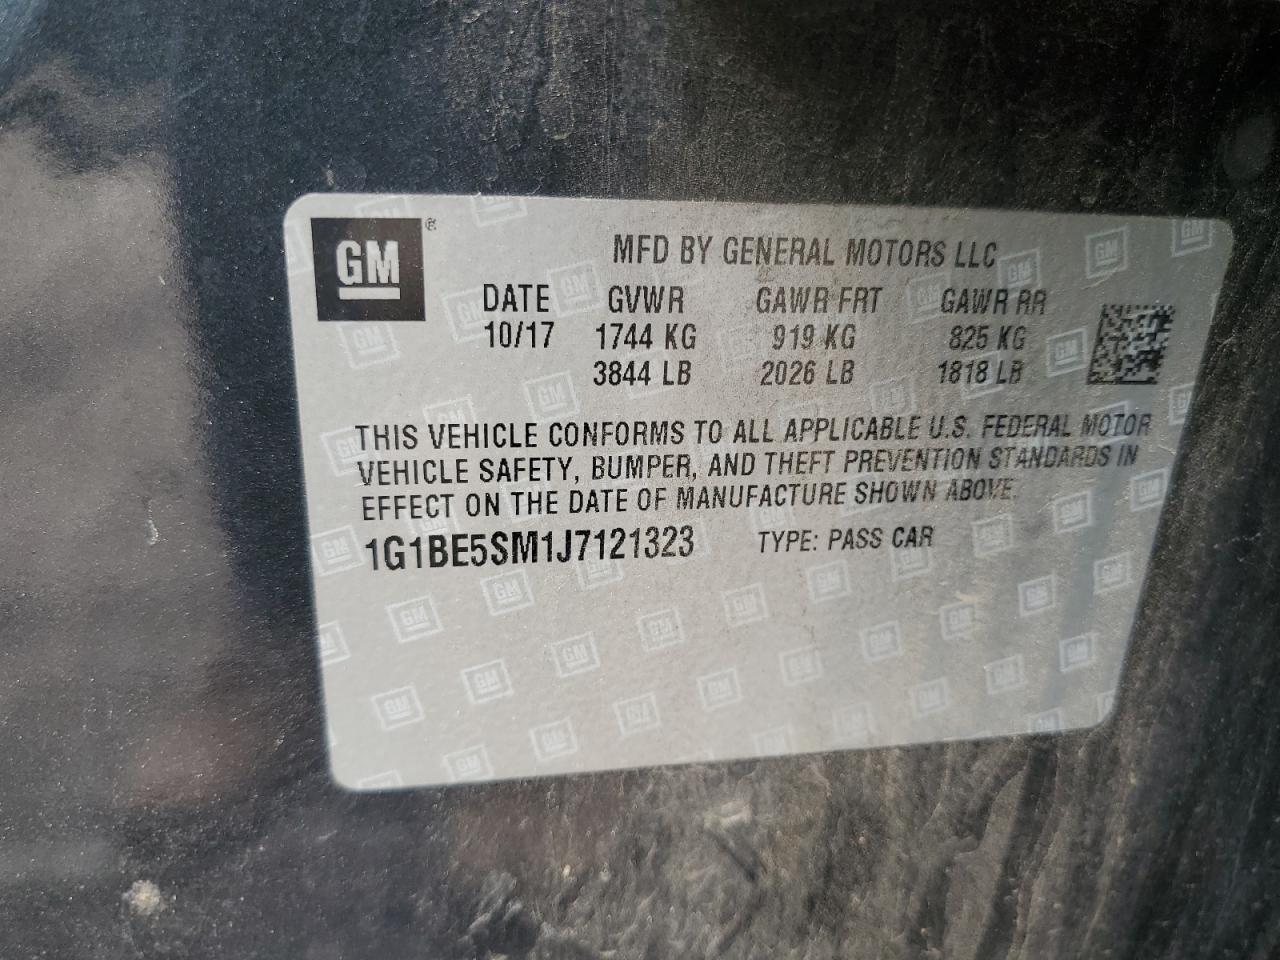 GM ®
MFD BY GENERAL MOTORS LLC
DATE GVWR GAWR FRT GAWR RR
10/17 1744 KG 919 KG 825 KG
3844 LB 2026 LB 1818 LB
THIS VEHICLE CONFORMS TO ALL APPLICABLE U.S. FEDERAL MOTOR
VEHICLE SAFETY, BUMPER, AND THEFT PREVENTION STANDARDS IN
EFFECT ON THE DATE OF MANUFACTURE SHOWN ABOVE.
1G1BE5SM1J7121323 TYPE: PASS CAR